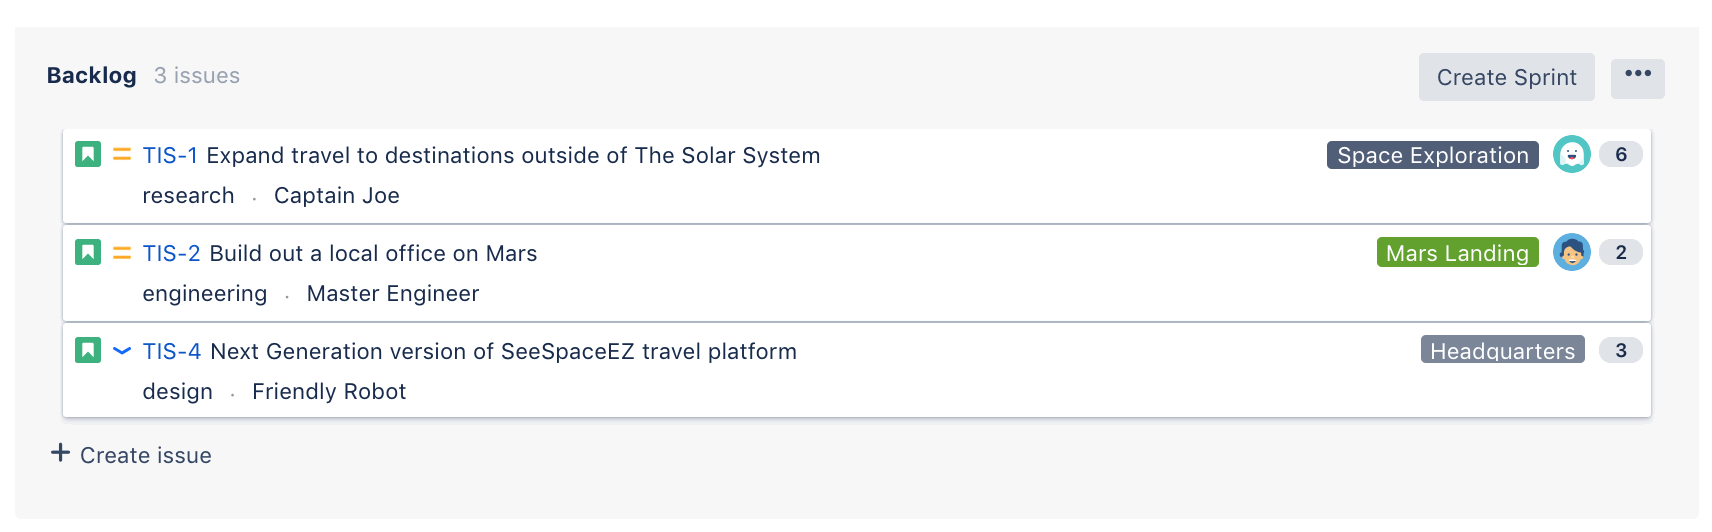 Backlog 3 issues Create Sprint •••
TIS-1 Expand travel to destinations outside of The Solar System Space Exploration 6
research . Captain Joe
TIS-2 Build out a local office on Mars Mars Landing 2
engineering . Master Engineer
TIS-4 Next Generation version of SeeSpaceEZ travel platform Headquarters 3
design . Friendly Robot
+ Create issue